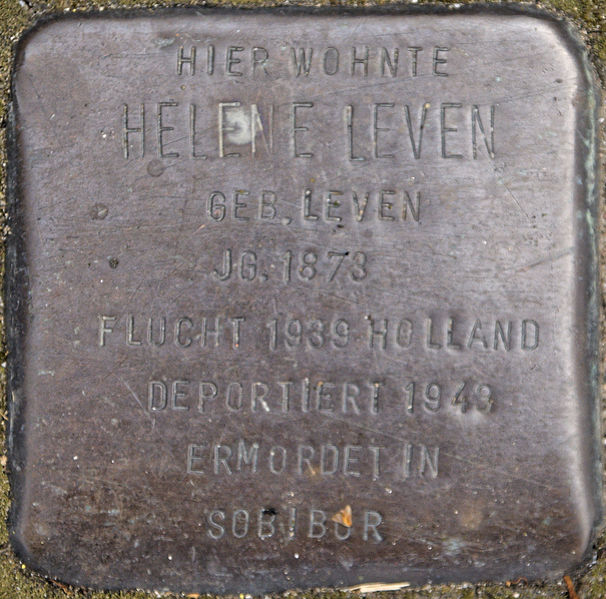 HIER WOHNTE
HELENE LEVEN
GEB. LEVEN
JG. 1873
FLUCHT 1939 HOLLAND
DEPORTIERT 1943
ERMORDET IN
SOBIBOR